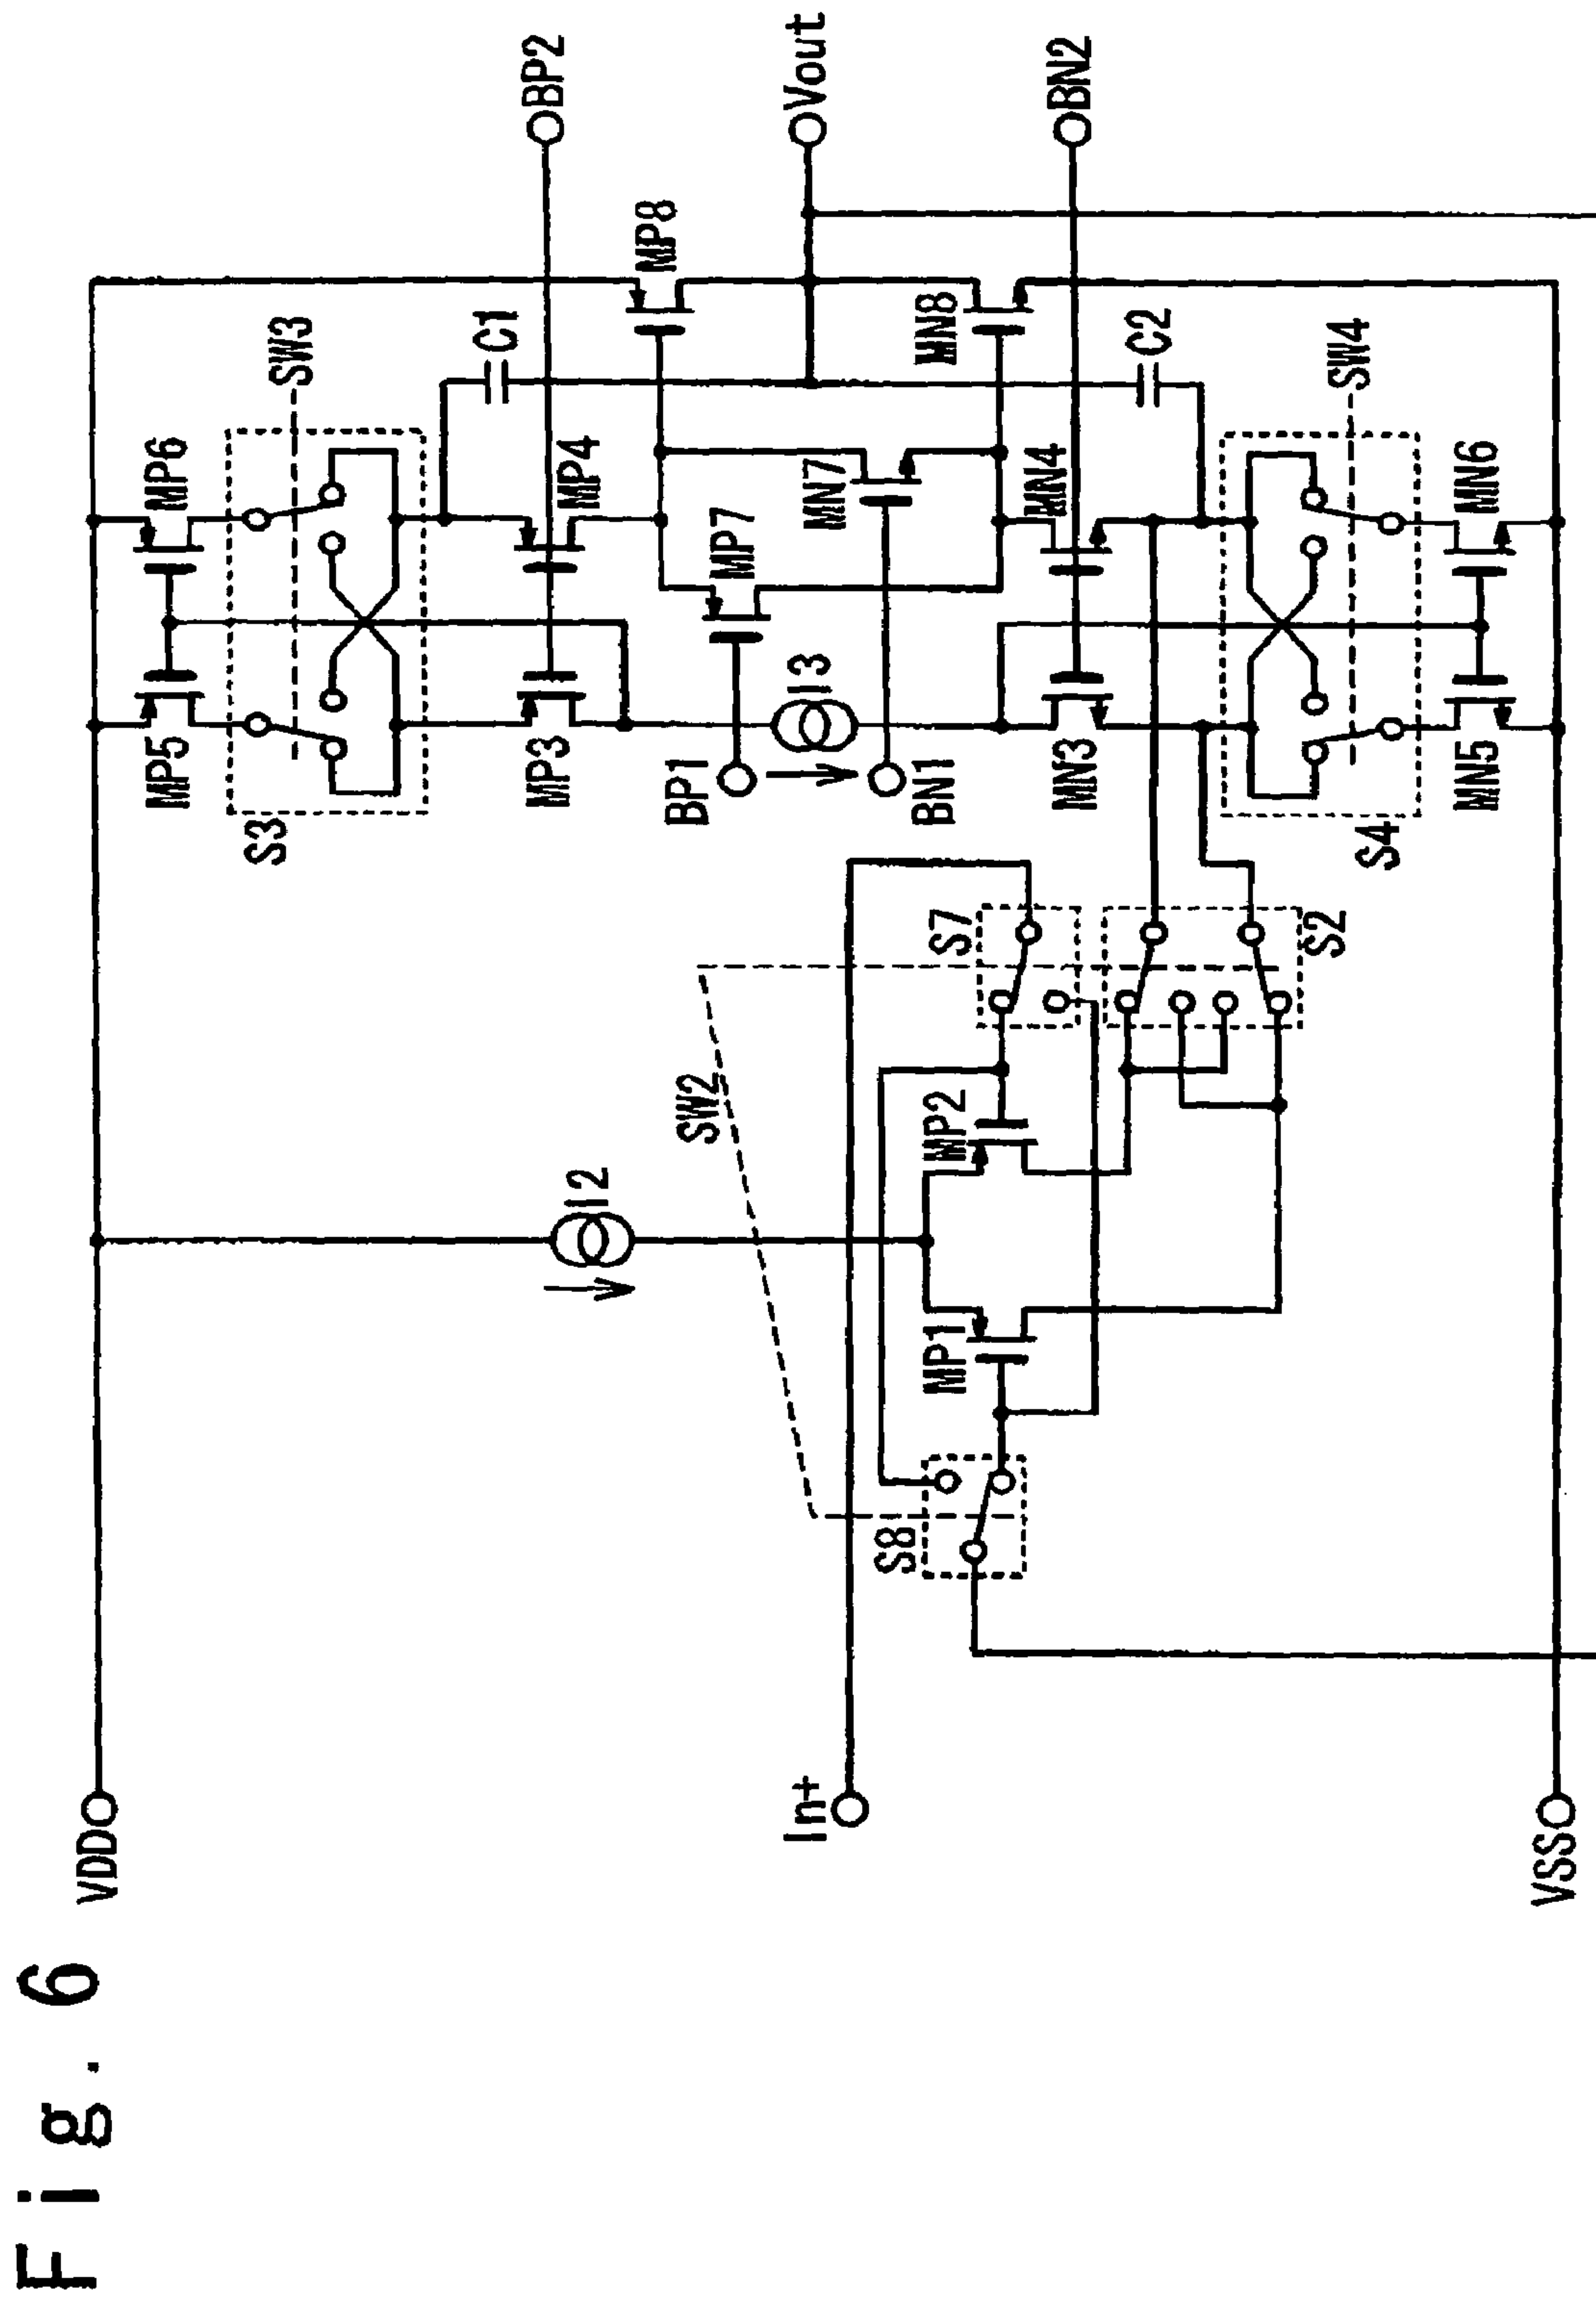 Fig. 6
VDD
In+
VSS
I2
SW2
S8
MP1
MP2
S7
S2
MP5
MP6
S3
SW3
MP3
MP4
C1
BP2
BP1
MP7
MP8
I3
Vout
BN1
MN7
MN8
MN3
MN4
BN2
C2
S4
SW4
MN5
MN6